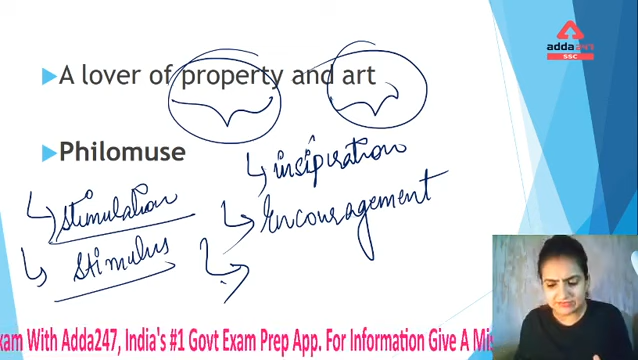 adda247
SSC
A lover of property and art
Philomuse
inspiration
stimulation
Encouragement
stimulus
xam With Adda247, India's #1 Govt Exam Prep App. For Information Give A Mis